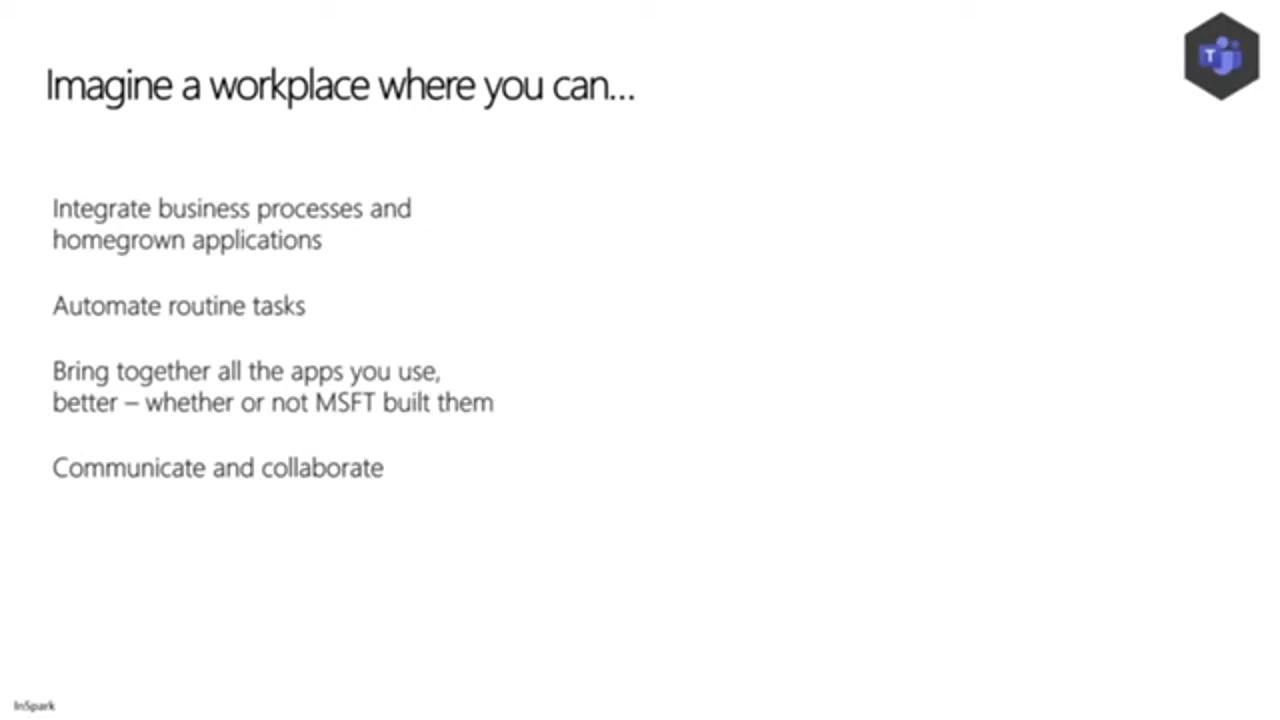 Imagine a workplace where you can...
T
Integrate business processes and
homegrown applications
Automate routine tasks
Bring together all the apps you use,
better – whether or not MSFT built them
Communicate and collaborate
InSpark